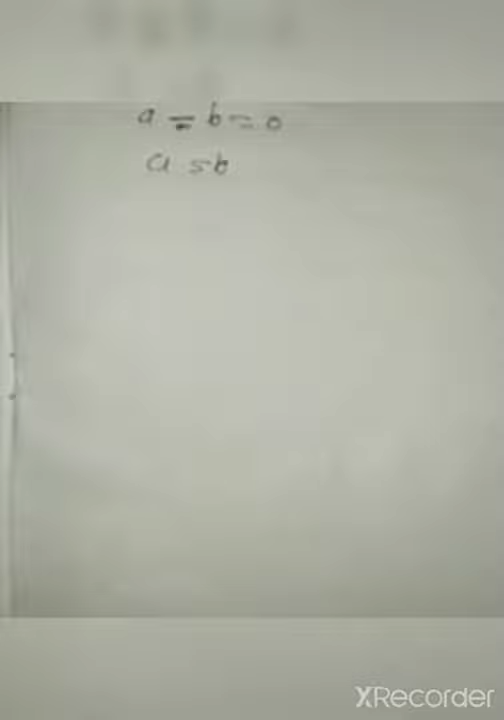 a = b = 0
a = b
XRecorder